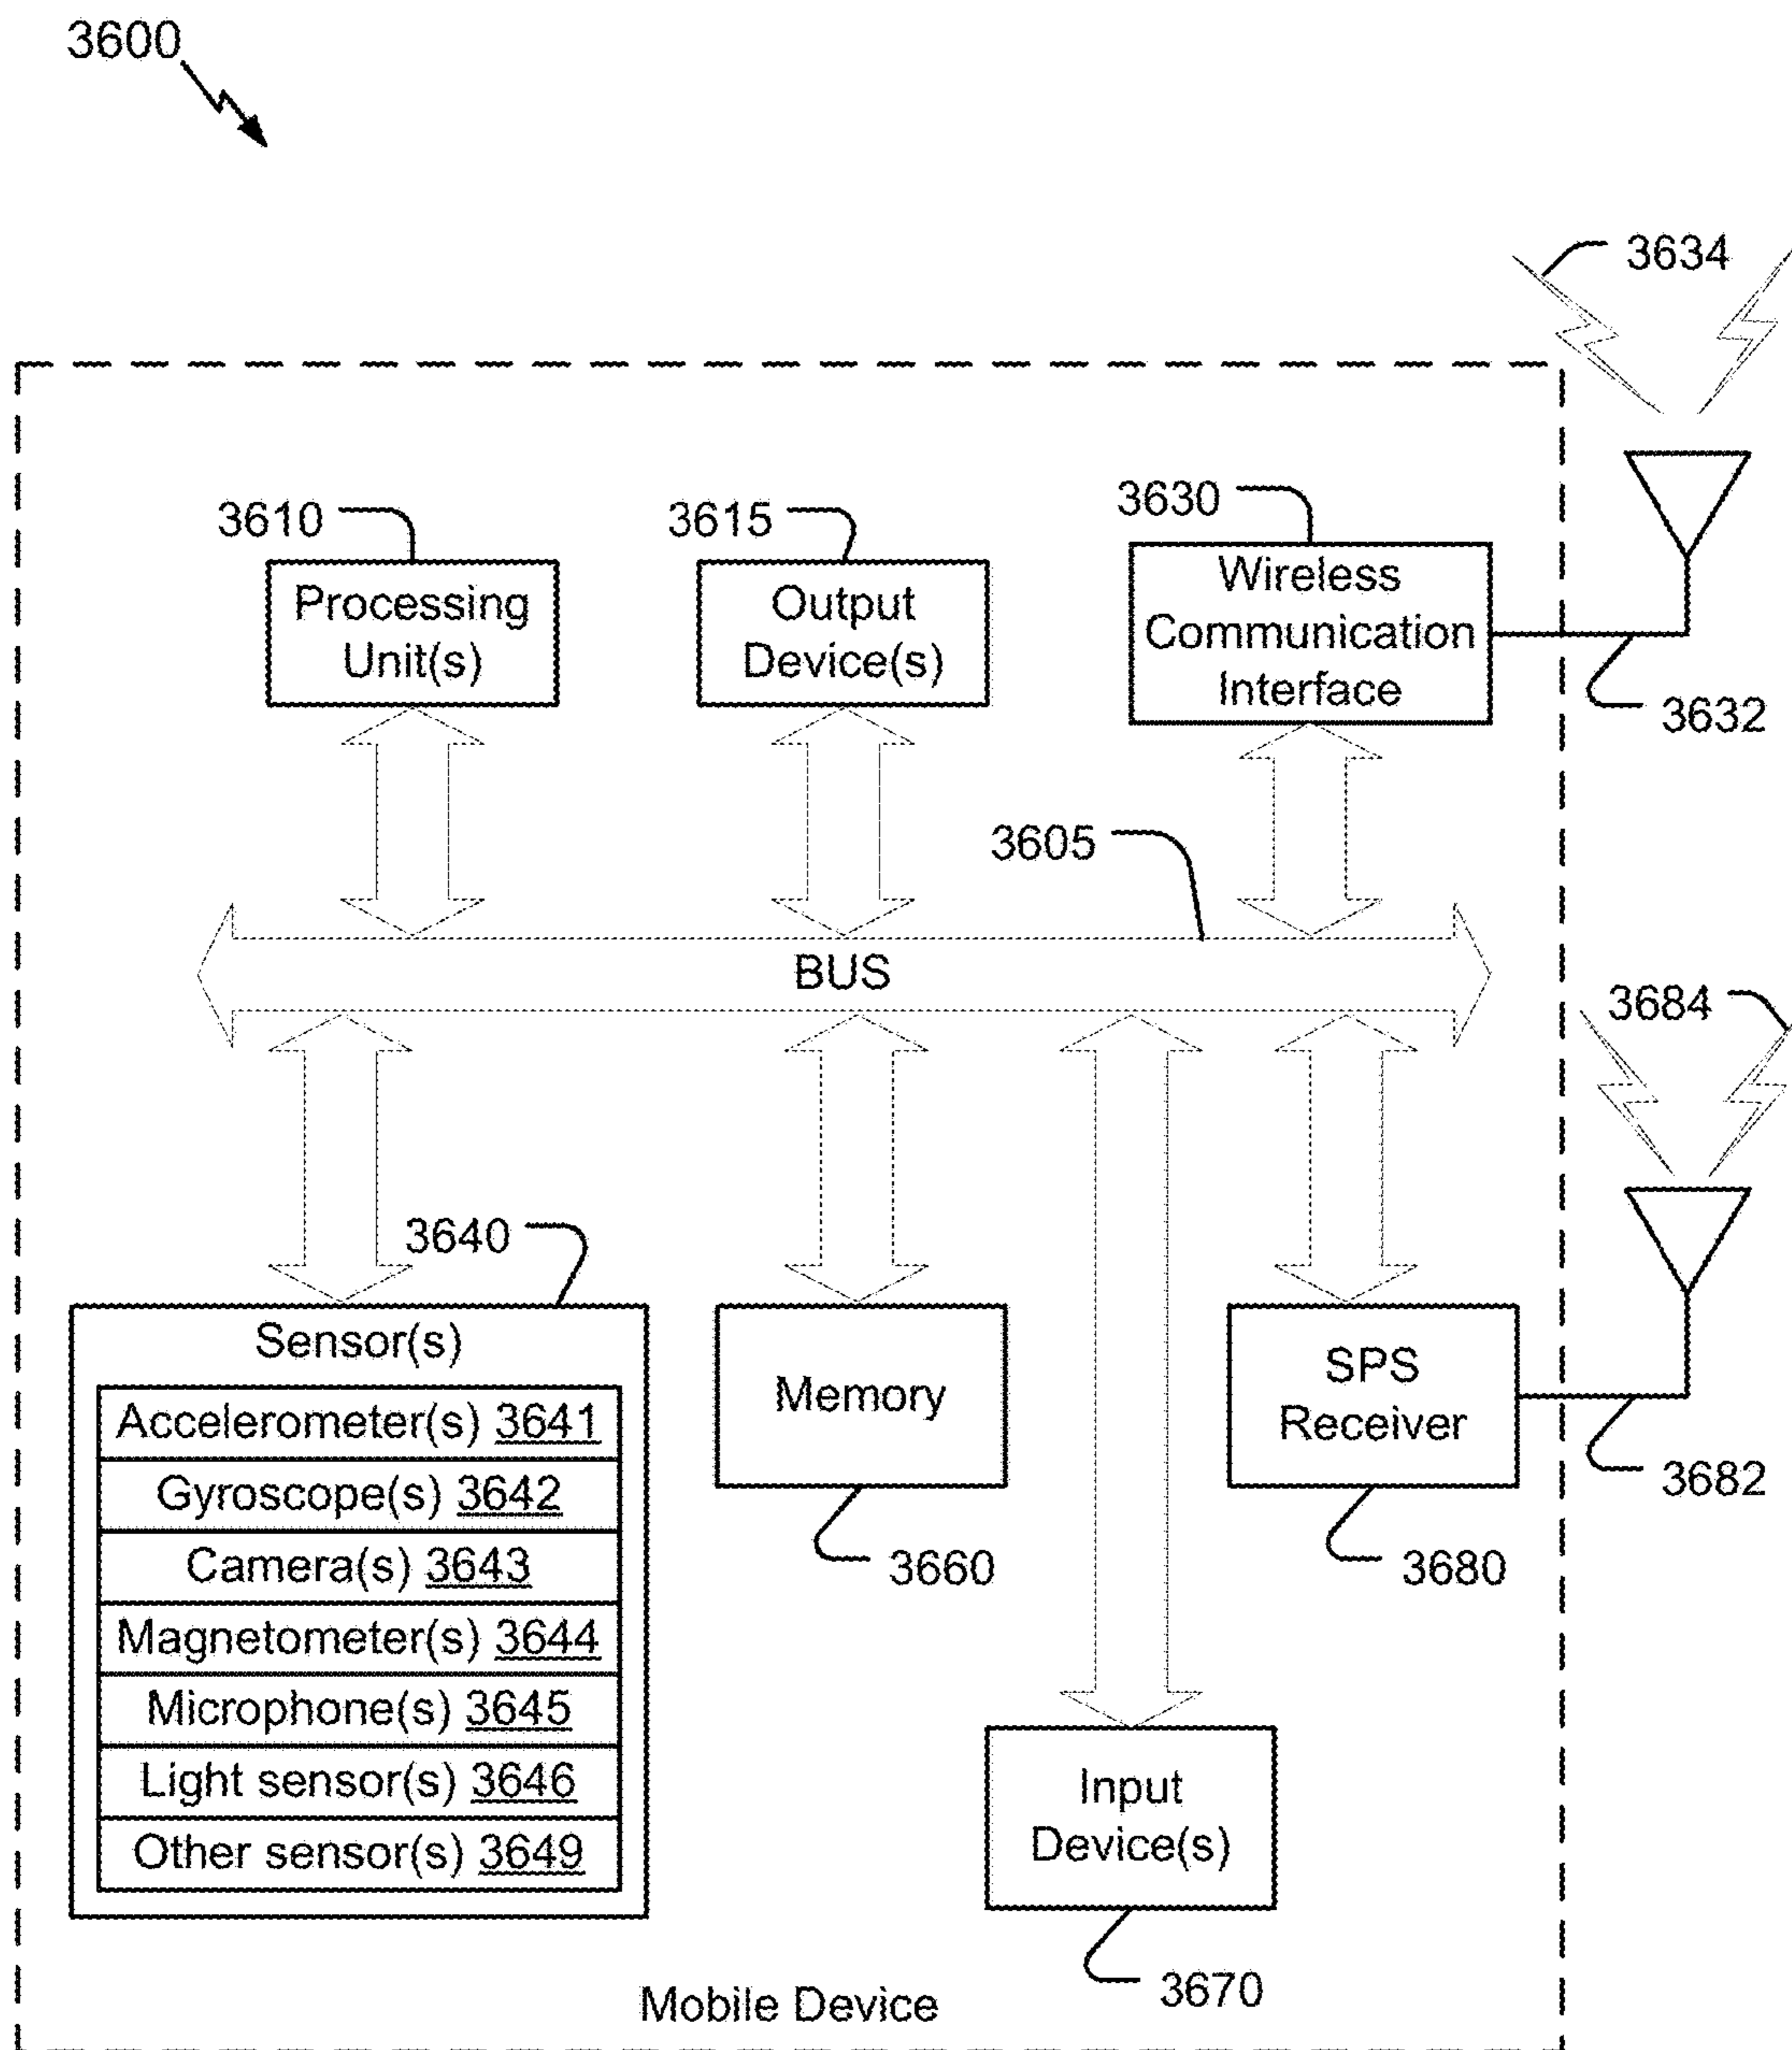 3600
3634
3610
3615
3630
Processing
Unit(s)
Output
Device(s)
Wireless
Communication
Interface
3632
3605
BUS
3684
3640
Sensor(s)
Accelerometer(s) 3641
Gyroscope(s) 3642
Camera(s) 3643
Magnetometer(s) 3644
Microphone(s) 3645
Light sensor(s) 3646
Other sensor(s) 3649
Memory
3660
SPS
Receiver
3682
3680
Input
Device(s)
3670
Mobile Device